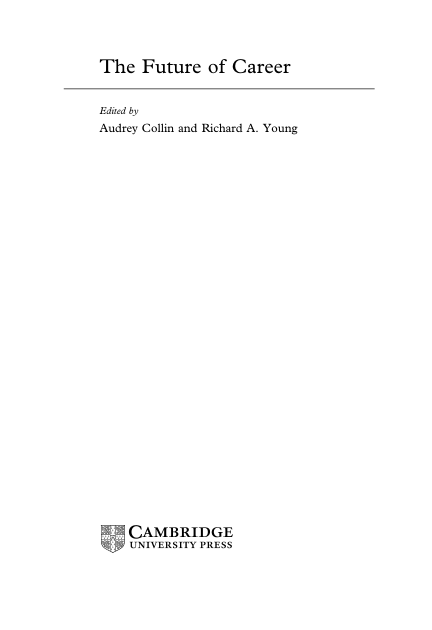 The Future of Career
Edited by
Audrey Collin and Richard A. Young
CAMBRIDGE
UNIVERSITY PRESS